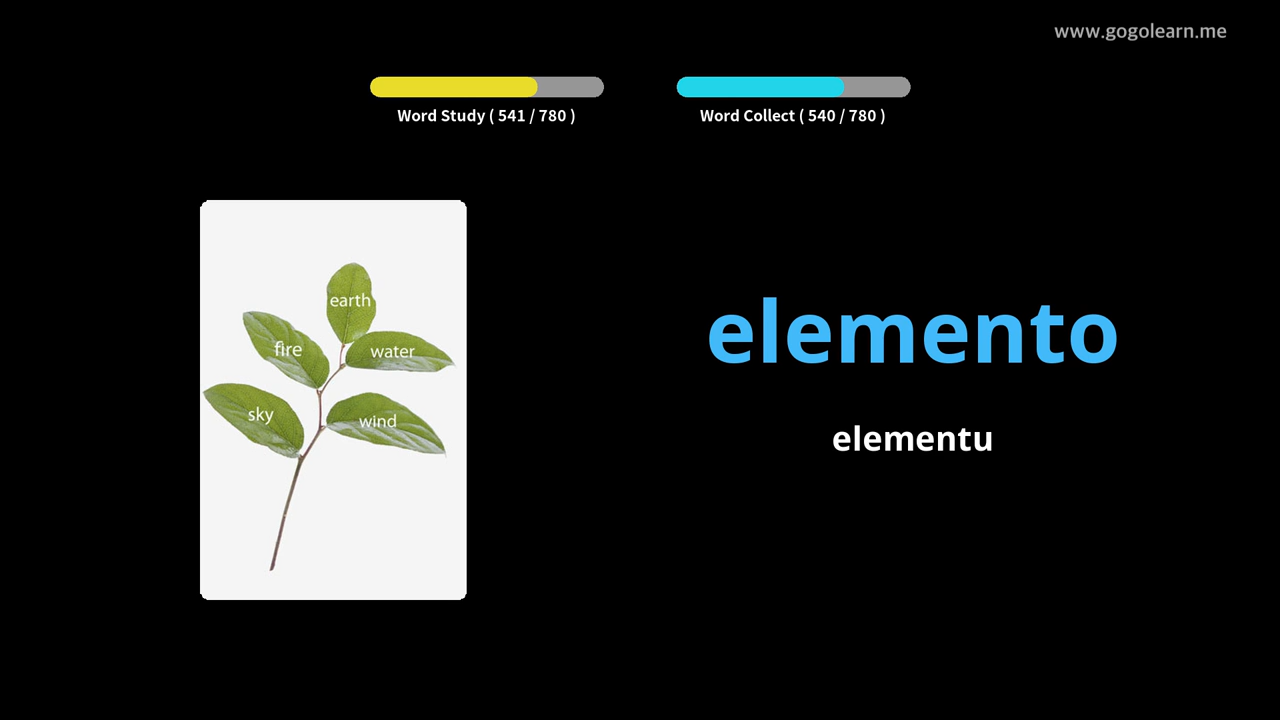 www.gogolearn.me
Word Study ( 541 / 780 )
Word Collect ( 540 / 780 )
earth
fire
water
sky
wind
elemento
elementu